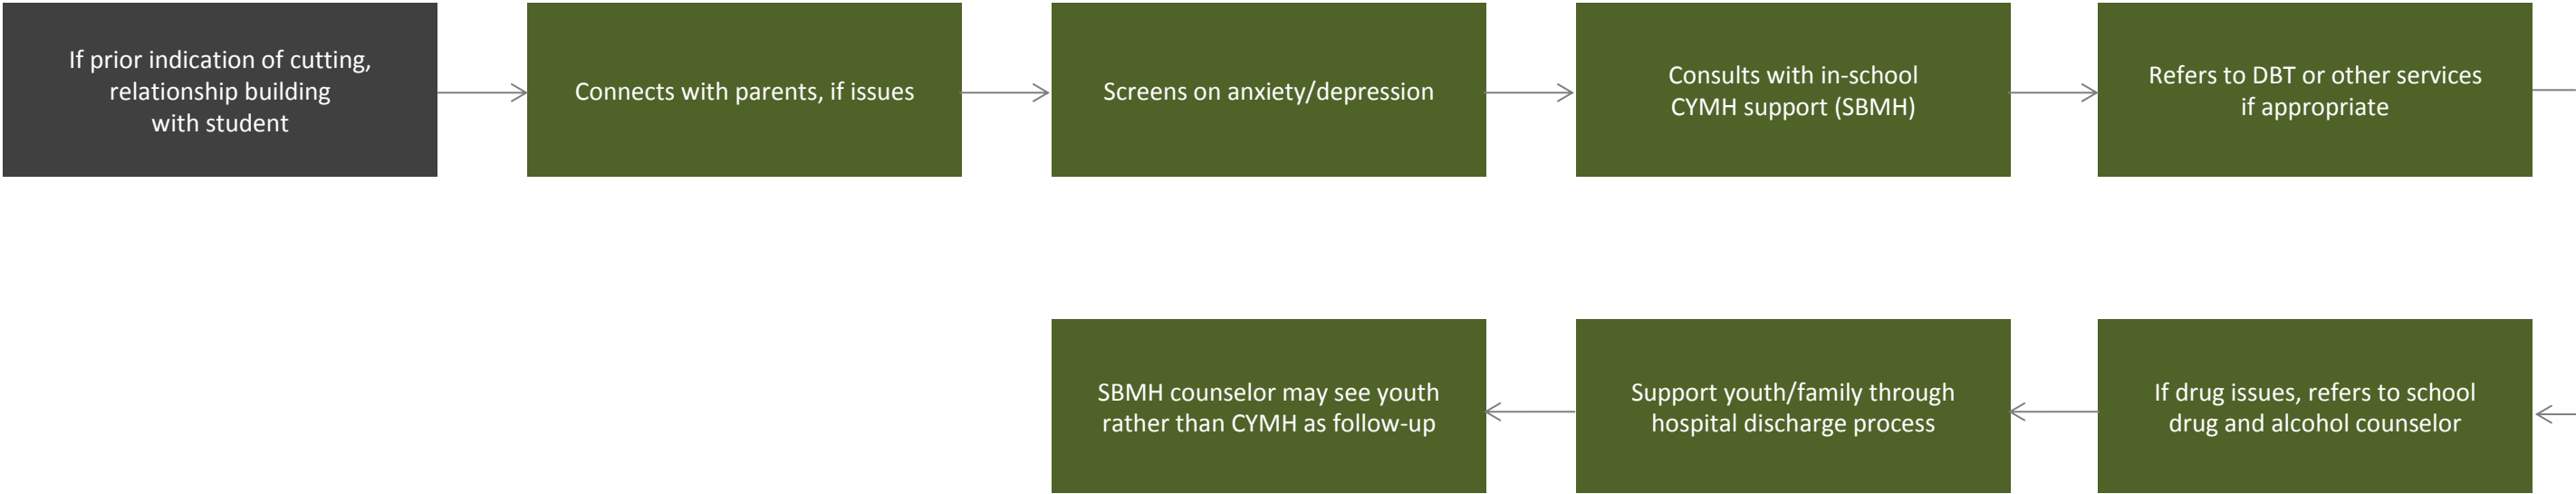 If prior indication of cutting,
relationship building
with student
Connects with parents, if issues
Screens on anxiety/depression
Consults with in-school
CYMH support (SBMH)
Refers to DBT or other services
if appropriate
If drug issues, refers to school
drug and alcohol counselor
Support youth/family through
hospital discharge process
SBMH counselor may see youth
rather than CYMH as follow-up